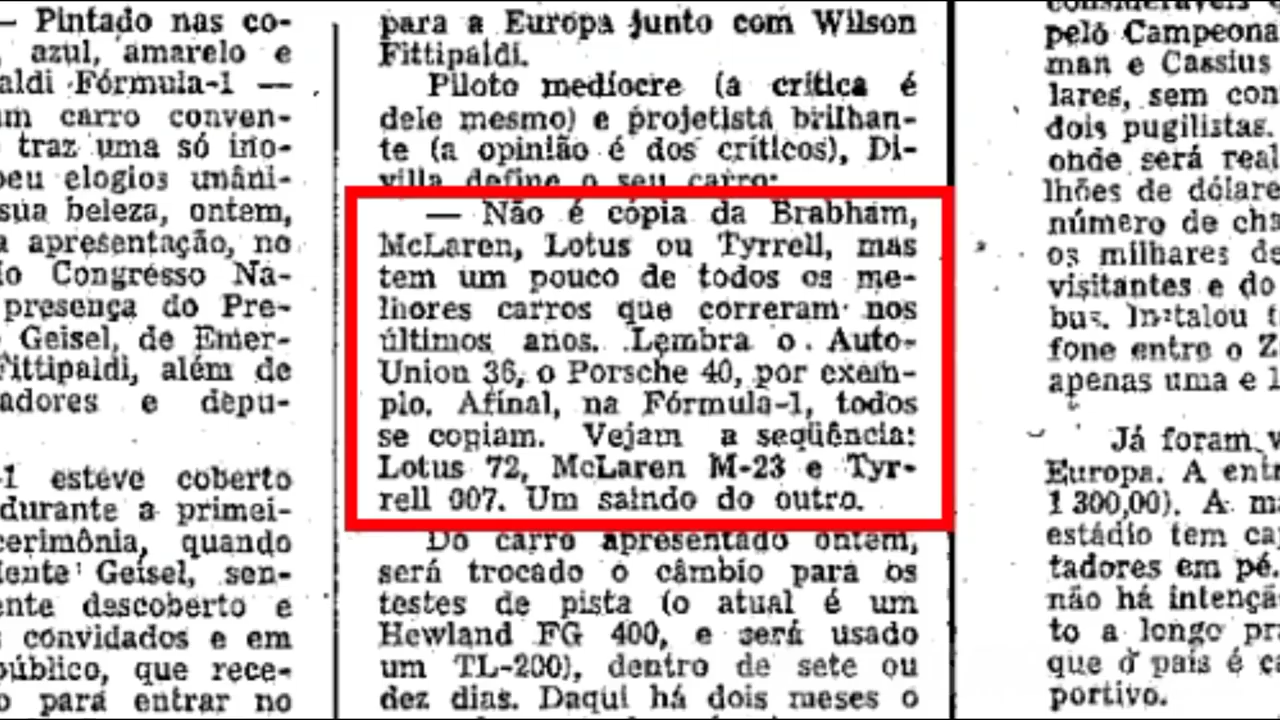 — Pintado nas co-
, azul, amarelo e
aldi Fórmula-1 —
um carro conven-
traz uma só ino-
beu elogios unâni-
sua beleza, ontem,
a apresentação, no
do Congresso Na-
presença do Pre-
Geisel, de Emer-
Fittipaldi, além de
adores e depu-
-1 esteve coberto
durante a primei-
cerimônia, quando
dente Geisel, sen-
ente descoberto e
convidados e em
público, que rece-
o para entrar no
para a Europa junto com Wilson
Fittipaldi.
Piloto medíocre (a crítica é
dele mesmo) e projetista brilhan-
te (a opinião é dos críticos), Di-
villa define o seu carro:
— Não é cópia da Brabham,
McLaren, Lotus ou Tyrrell, mas
tem um pouco de todos os me-
lhores carros que correram nos
últimos anos. Lembra o Auto-
Union 36, o Porsche 40, por exem-
plo. Afinal, na Fórmula-1, todos
se copiam. Vejam a seqüência:
Lotus 72, McLaren M-23 e Tyr-
rell 007. Um saindo do outro.
Do carro apresentado ontem,
será trocado o câmbio para os
testes de pista (o atual é um
Hewland FG 400, e será usado
um TL-200), dentro de sete ou
dez dias. Daqui há dois meses o
consideráveis
pelo Campeona
man e Cassius
lares, sem con
dois pugilistas.
onde será real
lhões de dólare
número de cha
os milhares de
visitantes e do
bus. Instalou t
fone entre o Z
apenas uma e 1
Já foram v
Europa. A entr
1 300,00). A ma
estádio tem cap
tadores em pé.
não há intençã
to a longo pr
que o país é ca
portivo.